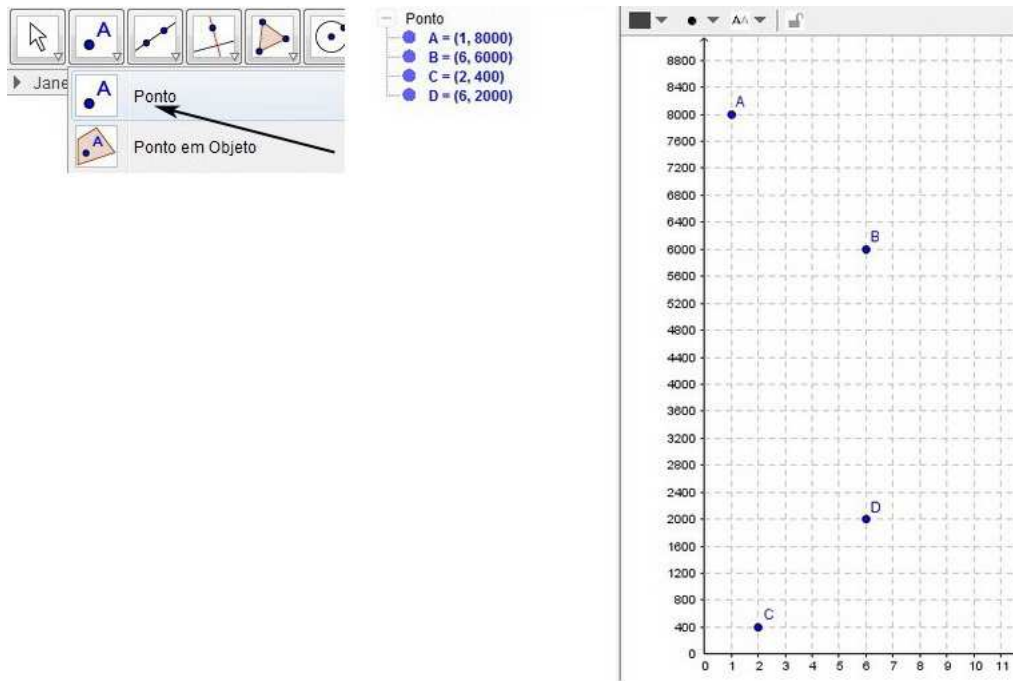 A
Jane
A
Ponto
A
Ponto em Objeto
Ponto
A = (1, 8000)
B = (6, 6000)
C = (2, 400)
D = (6, 2000)
AA
8800
8400
8000
7600
7200
6800
6400
6000
5600
5200
4800
4400
4000
3600
3200
2800
2400
2000
1600
1200
800
400
0
A
B
D
C
0 1 2 3 4 5 6 7 8 9 10 11